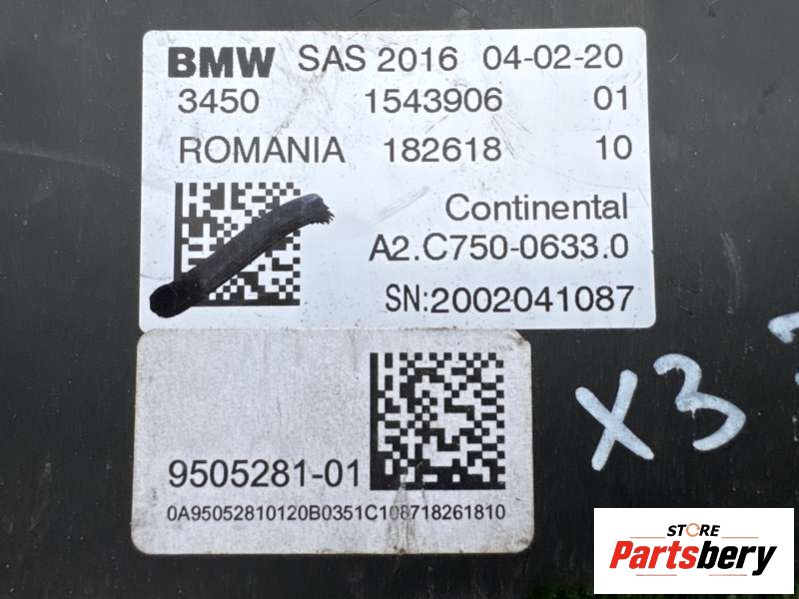 BMW SAS 2016 04-02-20
3450 1543906 01
ROMANIA 182618 10
Continental
A2.C750-0633.0
SN:2002041087
9505281-01
0A95052810120B0351C108718261810
X3
STORE
Partsbery